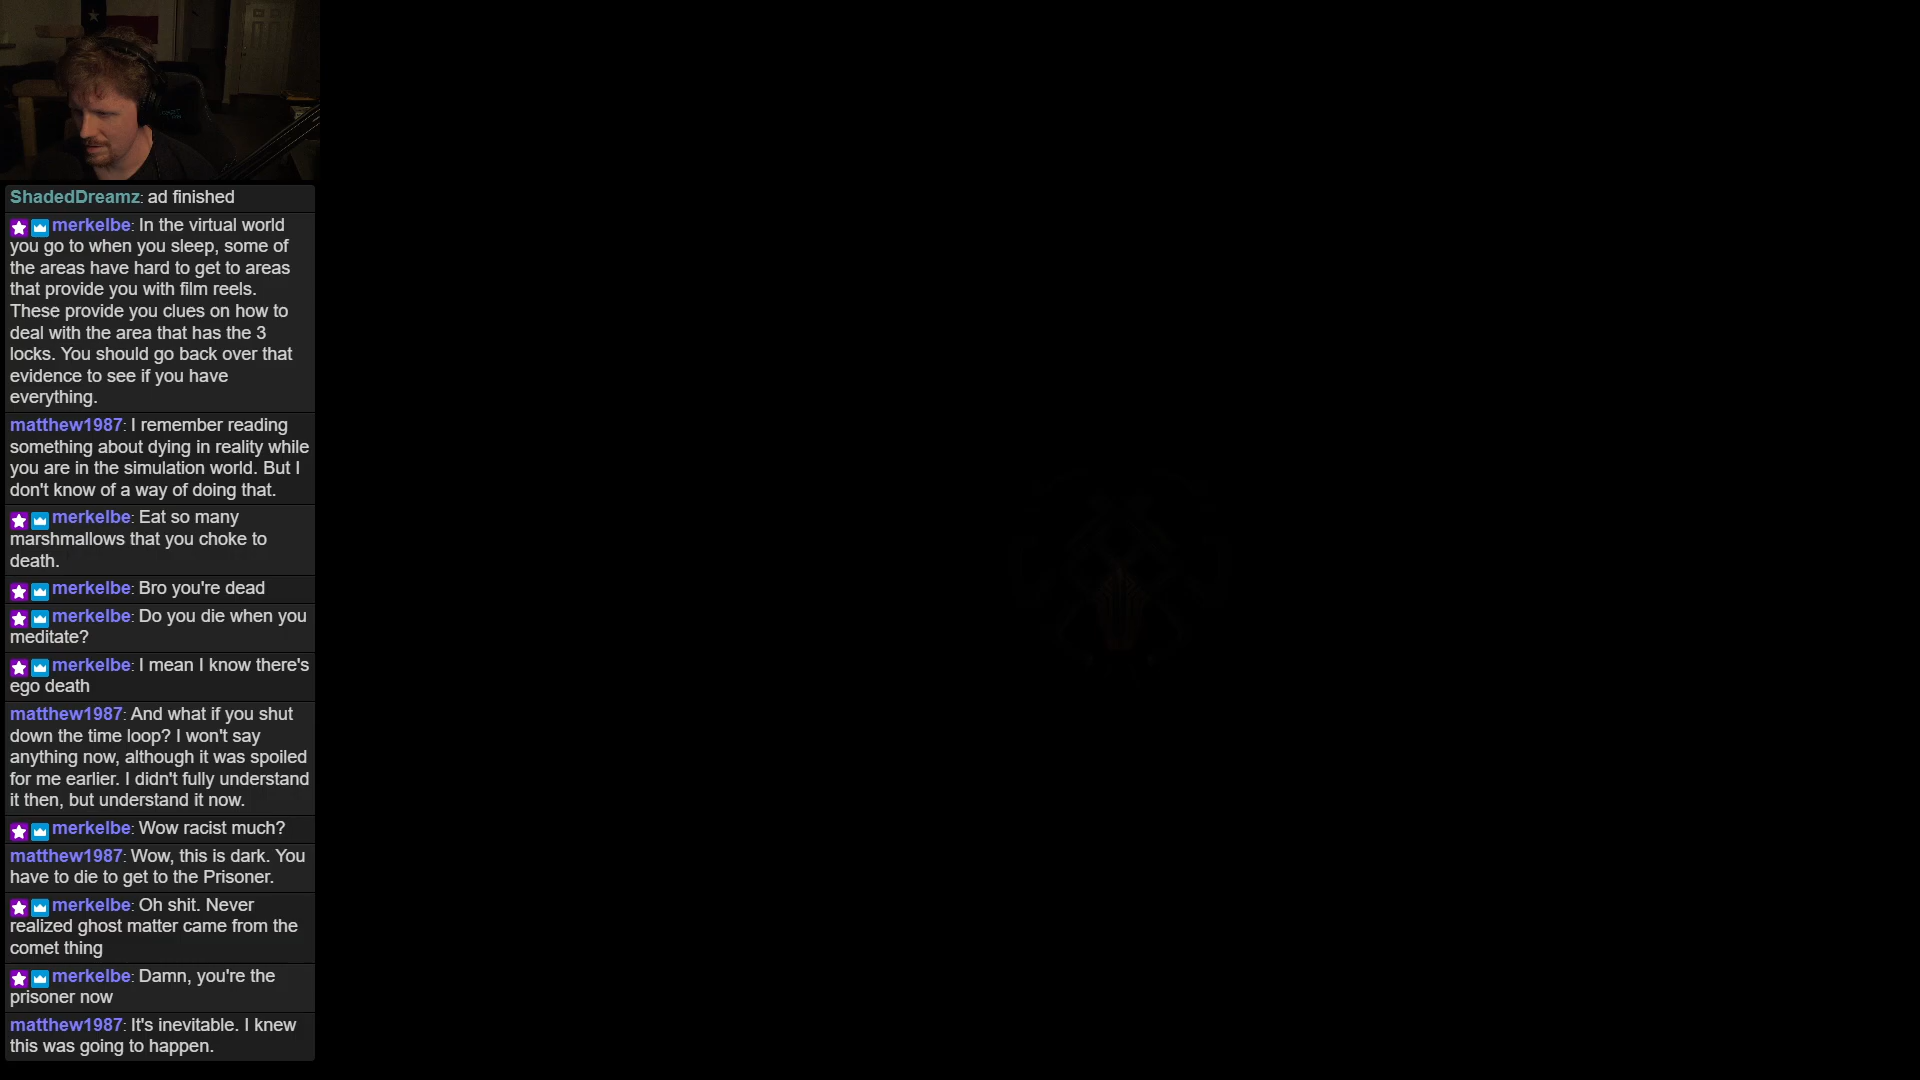 ShadedDreamz: ad finished
merkelbe: In the virtual world
you go to when you sleep, some of
the areas have hard to get to areas
that provide you with film reels.
These provide you clues on how to
deal with the area that has the 3
locks. You should go back over that
evidence to see if you have
everything.
matthew1987: I remember reading
something about dying in reality while
you are in the simulation world. But I
don't know of a way of doing that.
merkelbe: Eat so many
marshmallows that you choke to
death.
merkelbe: Bro you're dead
merkelbe: Do you die when you
meditate?
merkelbe: I mean I know there's
ego death
matthew1987: And what if you shut
down the time loop? I won't say
anything now, although it was spoiled
for me earlier. I didn't fully understand
it then, but understand it now.
merkelbe: Wow racist much?
matthew1987: Wow, this is dark. You
have to die to get to the Prisoner.
merkelbe: Oh shit. Never
realized ghost matter came from the
comet thing
merkelbe: Damn, you're the
prisoner now
matthew1987: It's inevitable. I knew
this was going to happen.